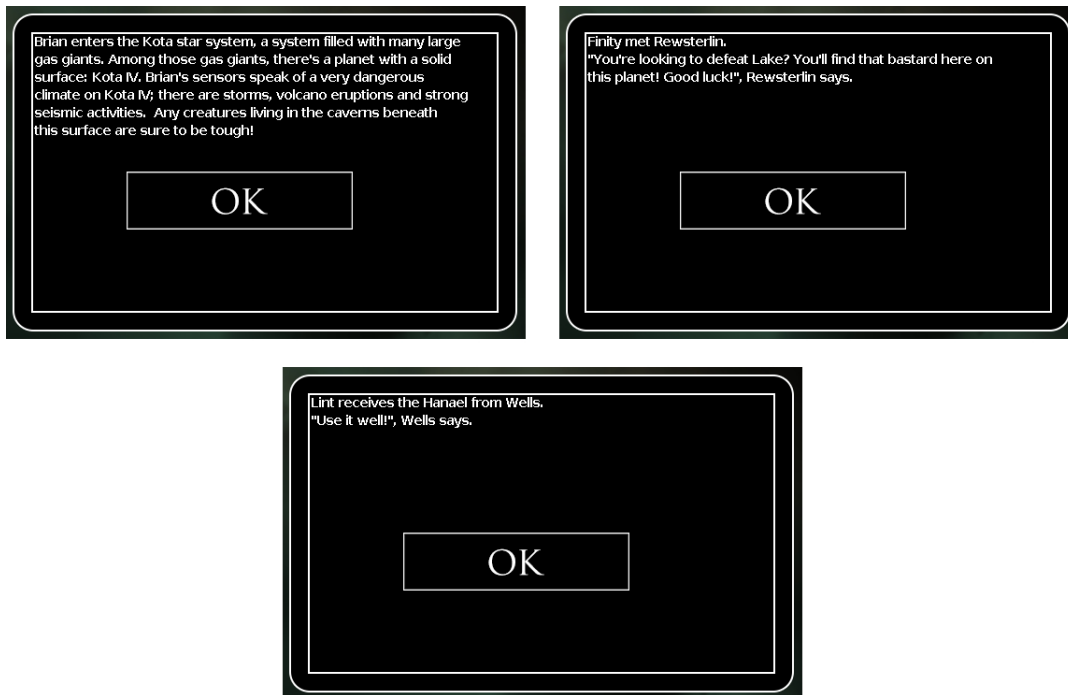 Brian enters the Kota star system, a system filled with many large
gas giants. Among those gas giants, there's a planet with a solid
surface: Kota IV. Brian's sensors speak of a very dangerous
climate on Kota IV; there are storms, volcano eruptions and strong
seismic activities.  Any creatures living in the caverns beneath
this surface are sure to be tough!
OK
Finity met Rewsterlin.
"You're looking to defeat Lake? You'll find that bastard here on
this planet! Good luck!", Rewsterlin says.
OK
Lint receives the Hanael from Wells.
"Use it well!", Wells says.
OK